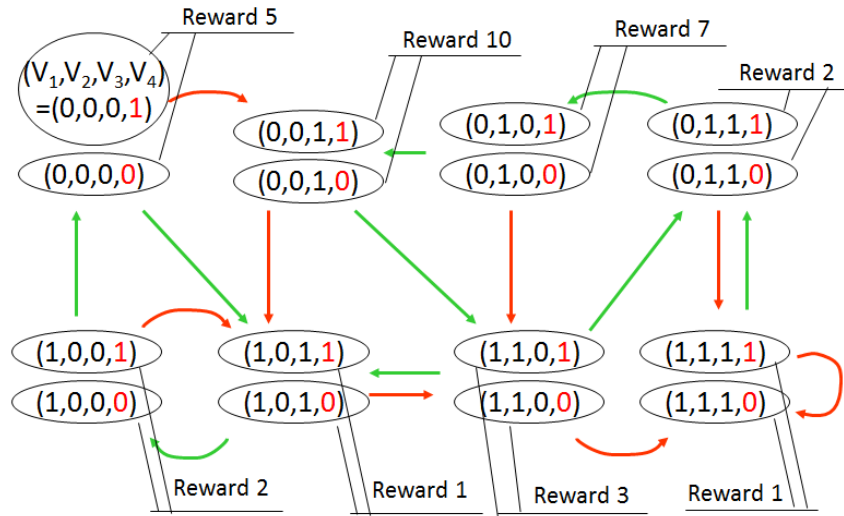 Reward 5
Reward 10
Reward 7
Reward 2
(V₁,V₂,V₃,V₄)
=(0,0,0,1)
(0,0,1,1)
(0,1,0,1)
(0,1,1,1)
(0,0,0,0)
(0,0,1,0)
(0,1,0,0)
(0,1,1,0)
(1,0,0,1)
(1,0,1,1)
(1,1,0,1)
(1,1,1,1)
(1,0,0,0)
(1,0,1,0)
(1,1,0,0)
(1,1,1,0)
Reward 2
Reward 1
Reward 3
Reward 1